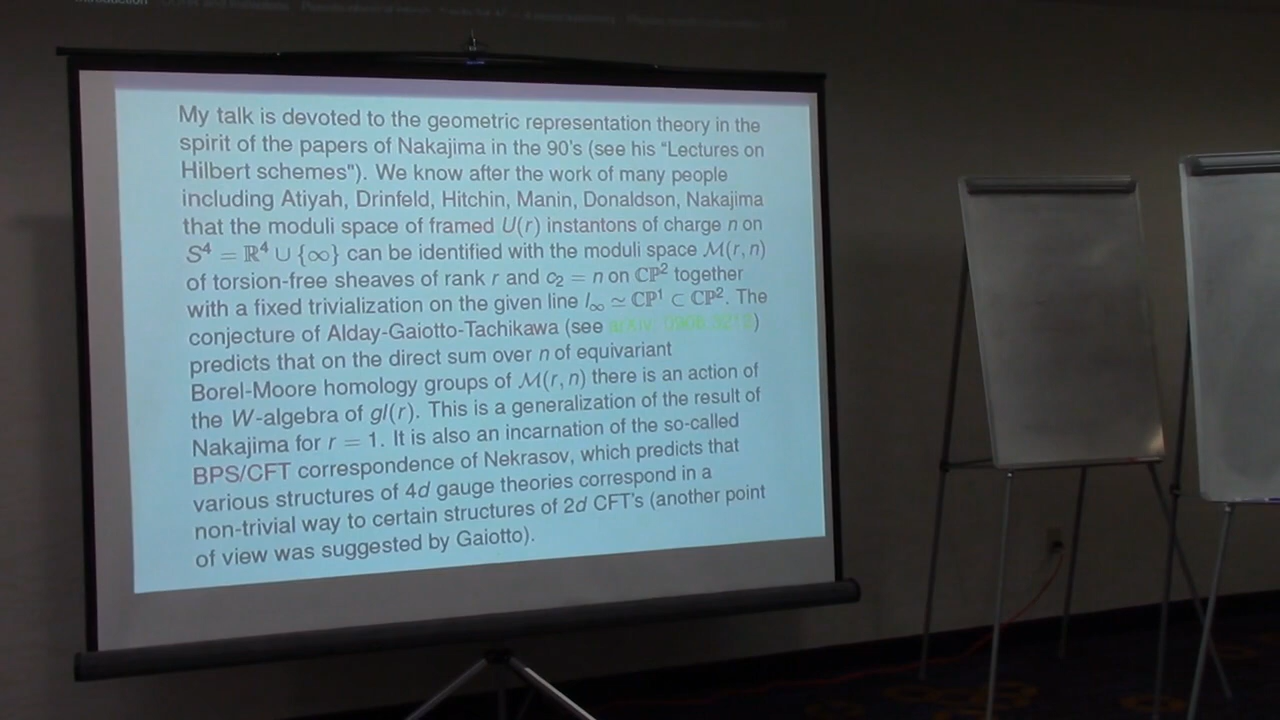 My talk is devoted to the geometric representation theory in the
spirit of the papers of Nakajima in the 90's (see his "Lectures on
Hilbert schemes"). We know after the work of many people
including Atiyah, Drinfeld, Hitchin, Manin, Donaldson, Nakajima
that the moduli space of framed U(r) instantons of charge n on
S⁴ = ℝ⁴ ∪ {∞} can be identified with the moduli space ℳ(r, n)
of torsion-free sheaves of rank r and c₂ = n on ℂℙ² together
with a fixed trivialization on the given line l∞ ≃ ℂℙ¹ ⊂ ℂℙ². The
conjecture of Alday-Gaiotto-Tachikawa (see arXiv: )
predicts that on the direct sum over n of equivariant
Borel-Moore homology groups of ℳ(r, n) there is an action of
the W-algebra of gl(r). This is a generalization of the result of
Nakajima for r = 1. It is also an incarnation of the so-called
BPS/CFT correspondence of Nekrasov, which predicts that
various structures of 4d gauge theories correspond in a
non-trivial way to certain structures of 2d CFT's (another point
of view was suggested by Gaiotto).